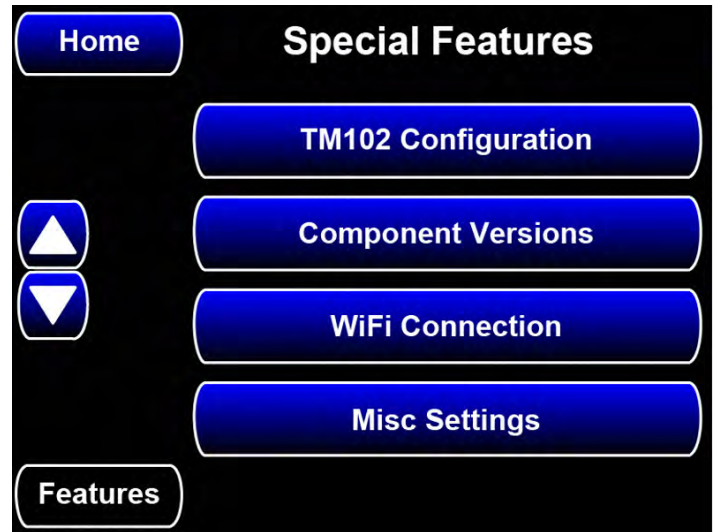 Home
Special Features
TM102 Configuration
Component Versions
WiFi Connection
Misc Settings
Features